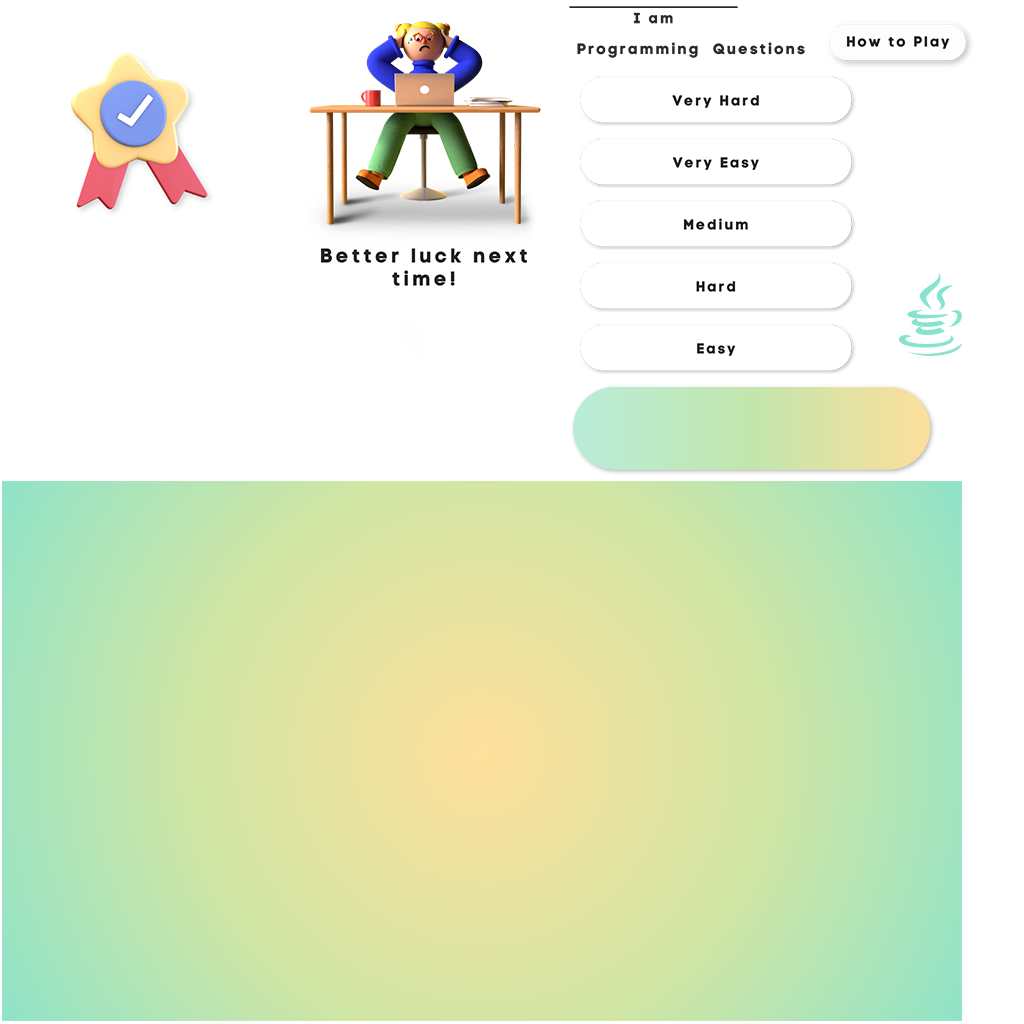 I am
Programming Questions
How to Play
Very Hard
Very Easy
Medium
Hard
Easy
Better luck next
time!